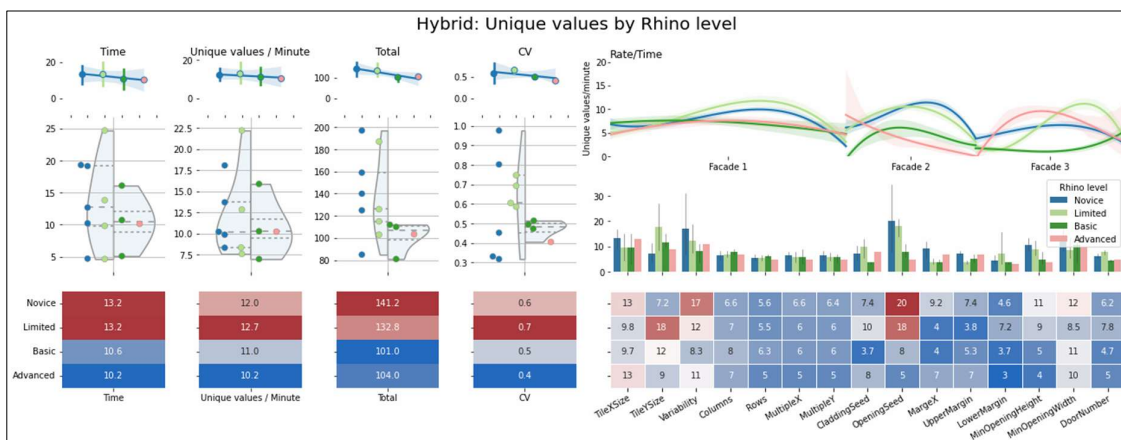 Hybrid: Unique values by Rhino level
Time
Unique values / Minute
Total
CV
20
0
20
0
100
0.5
0.0
25
20
15
10
5
22.5
20.0
17.5
15.0
12.5
10.0
7.5
200
180
160
140
120
100
80
1.0
0.9
0.8
0.7
0.6
0.5
0.4
0.3
Rate/Time
Unique values/minute
20
15
10
5
0
Facade 1 Facade 2 Facade 3
30
20
10
0
Rhino level
Novice
Limited
Basic
Advanced
Novice 13.2 12.0 141.2 0.6
Limited 13.2 12.7 132.8 0.7
Basic 10.6 11.0 101.0 0.5
Advanced 10.2 10.2 104.0 0.4
Time Unique values / Minute Total CV
13 7.2 17 6.6 5.6 6.6 6.4 7.4 20 9.2 7.4 4.6 11 12 6.2
9.8 18 12 7 5.5 6 6 10 18 4 3.8 7.2 9 8.5 7.8
9.7 12 8.3 8 6.3 6 6 3.7 8 4 5.3 3.7 5 11 4.7
13 9 11 7 5 5 5 8 5 7 7 3 4 10 5
TileXSize TileYSize Variability Columns Rows MultipleX MultipleY CladdingSeed OpeningSeed MargeX UpperMargin LowerMargin MinOpeningHeight MinOpeningWidth DoorNumber